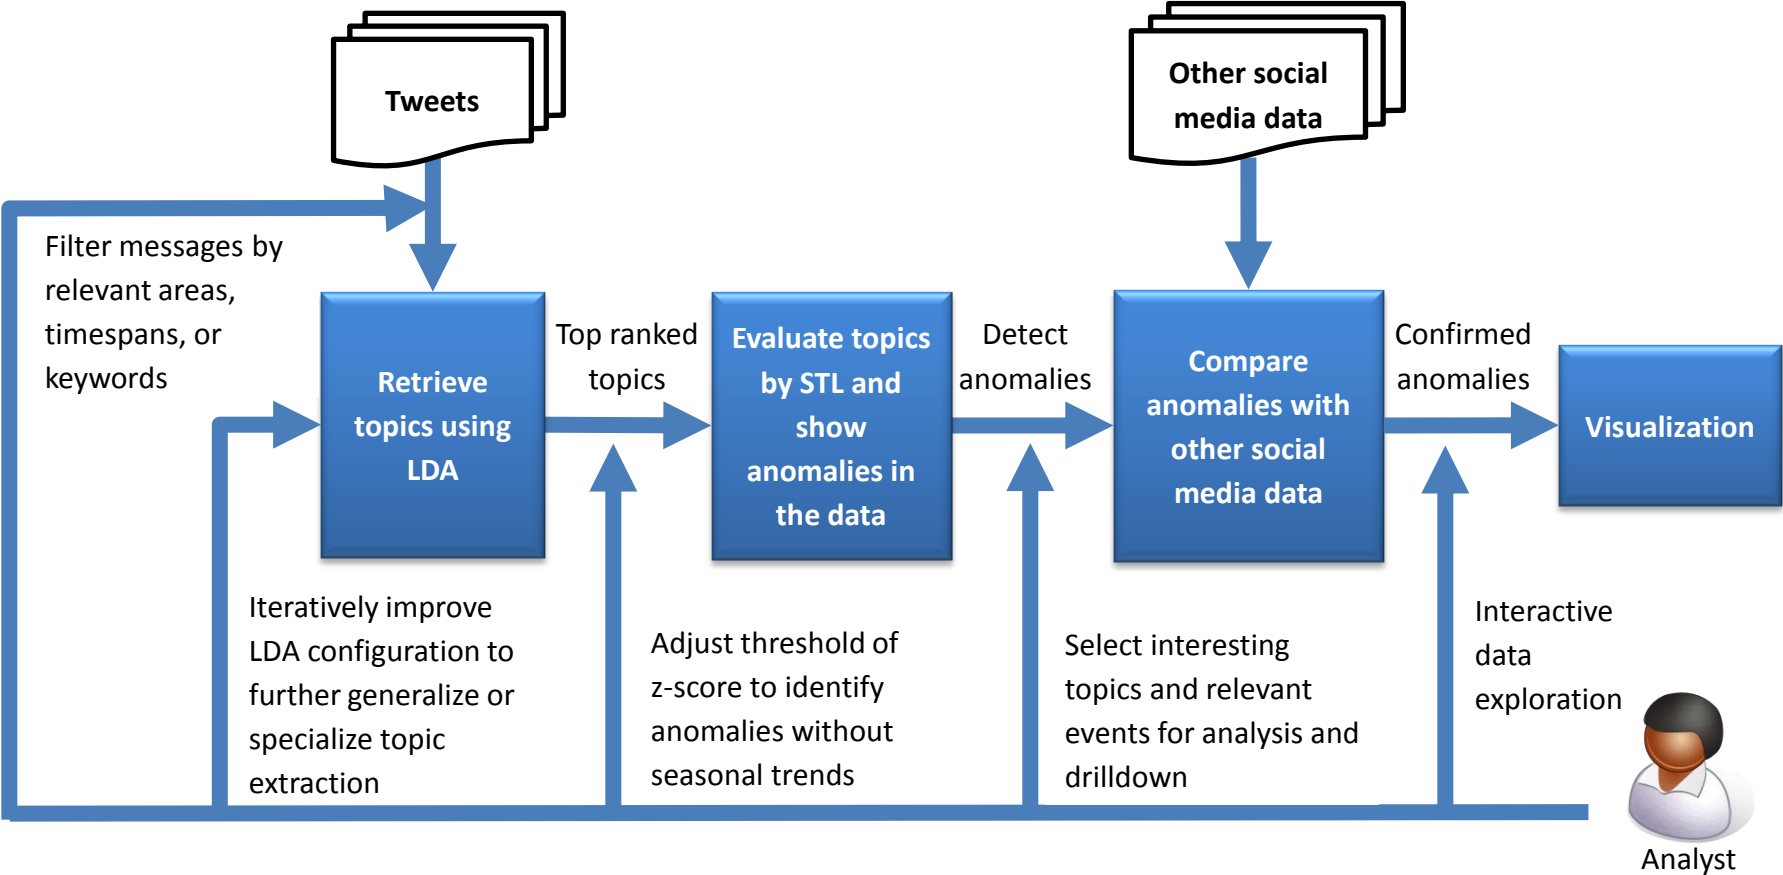 Tweets
Other social
media data
Filter messages by
relevant areas,
timespans, or
keywords
Retrieve
topics using
LDA
Top ranked
topics
Evaluate topics
by STL and
show
anomalies in
the data
Detect
anomalies
Compare
anomalies with
other social
media data
Confirmed
anomalies
Visualization
Iteratively improve
LDA configuration to
further generalize or
specialize topic
extraction
Adjust threshold of
z-score to identify
anomalies without
seasonal trends
Select interesting
topics and relevant
events for analysis and
drilldown
Interactive
data
exploration
Analyst